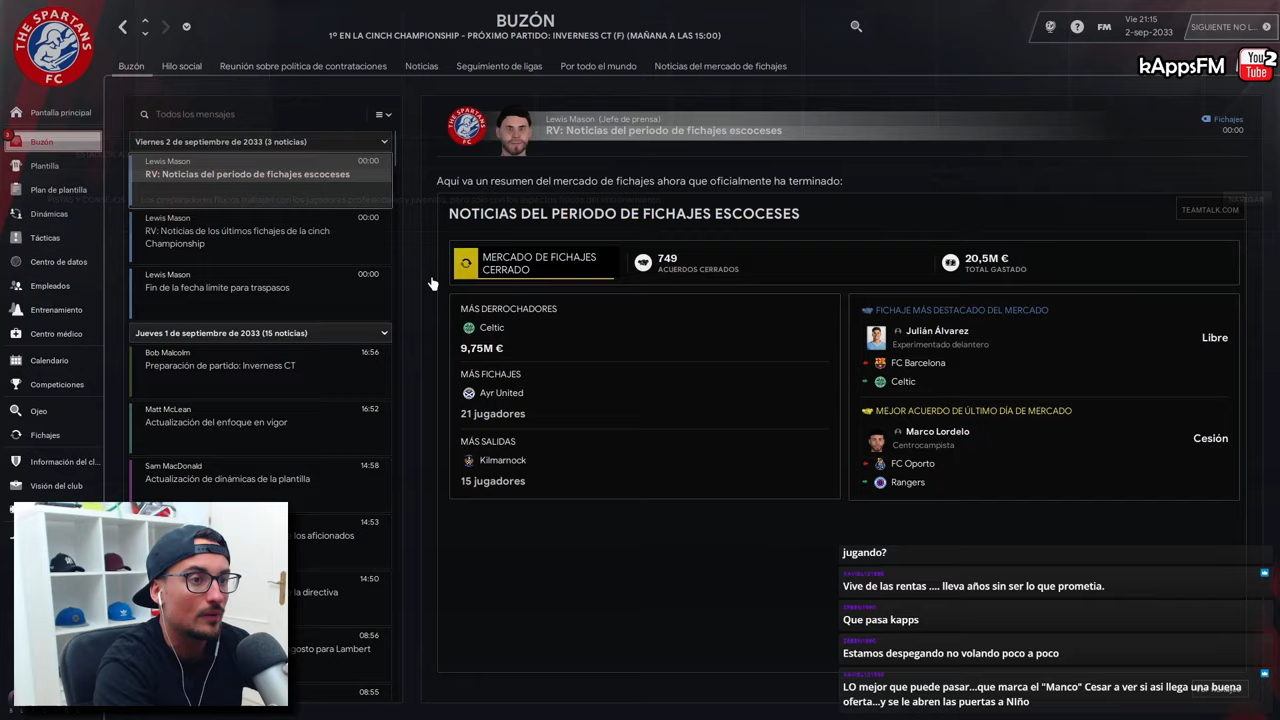 THE SPARTANS
FC
BUZÓN
1º EN LA CINCH CHAMPIONSHIP - PRÓXIMO PARTIDO: INVERNESS CT (F) (MAÑANA A LAS 15:00)
FM
Vie 21:15
2-sep-2033
SIGUIENTE NO L...
kAppsFM
You Tube
2
Buzón
Hilo social
Reunión sobre política de contrataciones
Noticias
Seguimiento de ligas
Por todo el mundo
Noticias del mercado de fichajes
Pantalla principal
3
Buzón
Plantilla
Plan de plantilla
Dinámicas
Tácticas
Centro de datos
Empleados
Entrenamiento
Centro médico
Calendario
Competiciones
Ojeo
Fichajes
Información del cl...
Visión del club
Todos los mensajes
Viernes 2 de septiembre de 2033 (3 noticias)
Lewis Mason 00:00
RV: Noticias del periodo de fichajes escoceses
Lewis Mason 00:00
RV: Noticias de los últimos fichajes de la cinch
Championship
Lewis Mason 00:00
Fin de la fecha límite para traspasos
Jueves 1 de septiembre de 2033 (15 noticias)
Bob Malcolm 16:56
Preparación de partido: Inverness CT
Matt McLean 16:52
Actualización del enfoque en vigor
Sam MacDonald 14:58
Actualización de dinámicas de la plantilla
14:53
los aficionados
14:50
la directiva
08:56
gosto para Lambert
08:55
Lewis Mason (Jefe de prensa)
RV: Noticias del periodo de fichajes escoceses
Fichajes
00:00
Aquí va un resumen del mercado de fichajes ahora que oficialmente ha terminado:
NOTICIAS DEL PERIODO DE FICHAJES ESCOCESES
TEAMTALK.COM
MERCADO DE FICHAJES
CERRADO
749
ACUERDOS CERRADOS
20,5M €
TOTAL GASTADO
MÁS DERROCHADORES
Celtic
9,75M €
MÁS FICHAJES
Ayr United
21 jugadores
MÁS SALIDAS
Kilmarnock
15 jugadores
FICHAJE MÁS DESTACADO DEL MERCADO
Julián Álvarez
Experimentado delantero
Libre
FC Barcelona
Celtic
MEJOR ACUERDO DE ÚLTIMO DÍA DE MERCADO
Marco Lordelo
Centrocampista
Cesión
FC Oporto
Rangers
jugando?
Vive de las rentas .... lleva años sin ser lo que prometia.
Que pasa kapps
Estamos despegando no volando poco a poco
LO mejor que puede pasar...que marca el "Manco" Cesar a ver si asi llega una buena
oferta...y se le abren las puertas a NIño